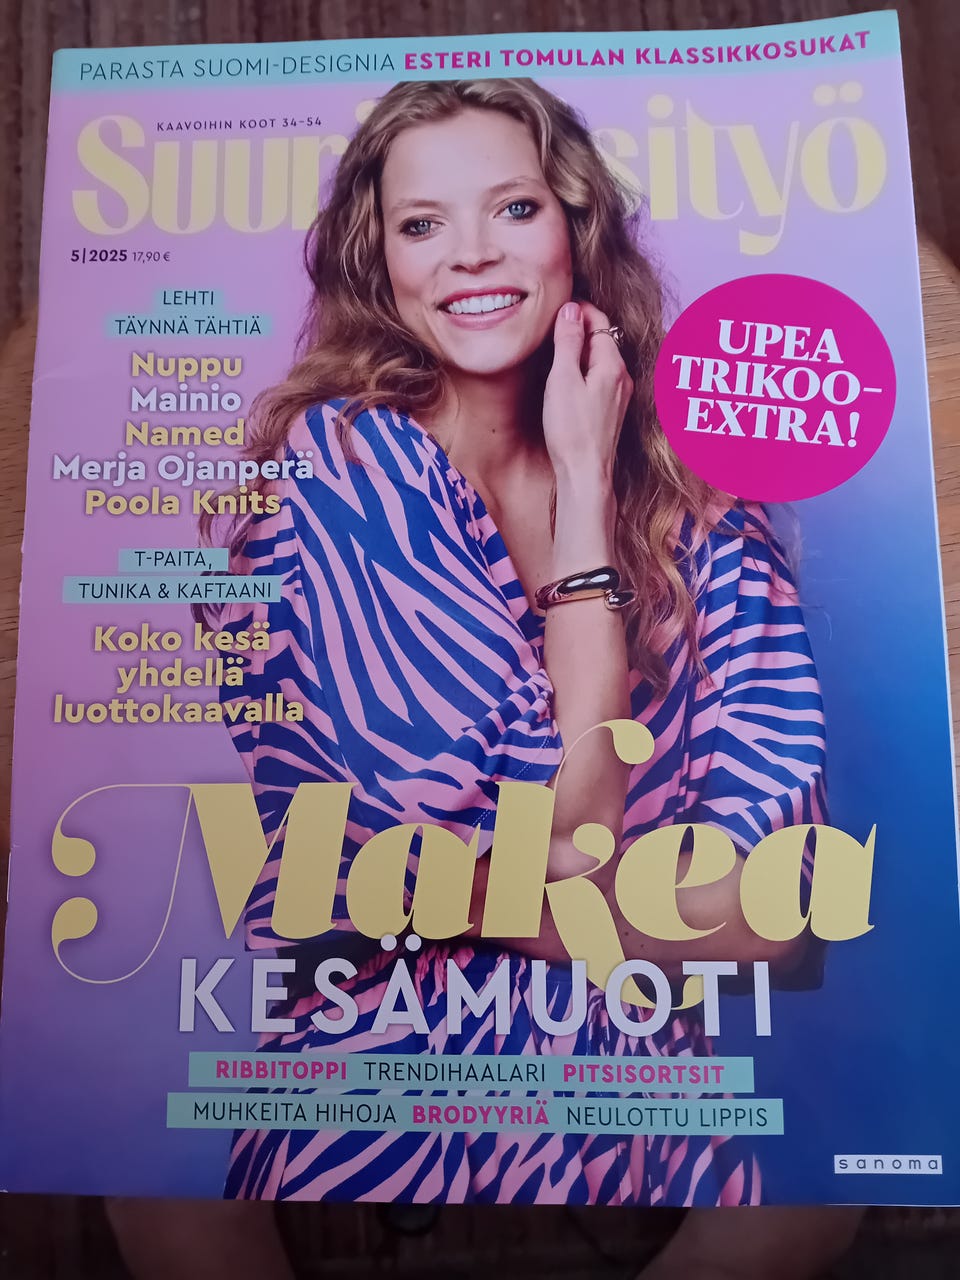 PARASTA SUOMI-DESIGNIA ESTERI TOMULAN KLASSIKKOSUKAT
KAAVOIHIN KOOT 34–54
Suuri sityö
5|2025 17,90 €
LEHTI
TÄYNNÄ TÄHTIÄ
Nuppu
Mainio
Named
Merja Ojanperä
Poola Knits
UPEA
TRIKOO-
EXTRA!
T-PAITA,
TUNIKA & KAFTAANI
Koko kesä
yhdellä
luottokaavalla
Makea
KESÄMUOTI
RIBBITOPPI TRENDIHAALARI PITSISORTSIT
MUHKEITA HIHOJA BRODYYRIÄ NEULOTTU LIPPIS
sanoma